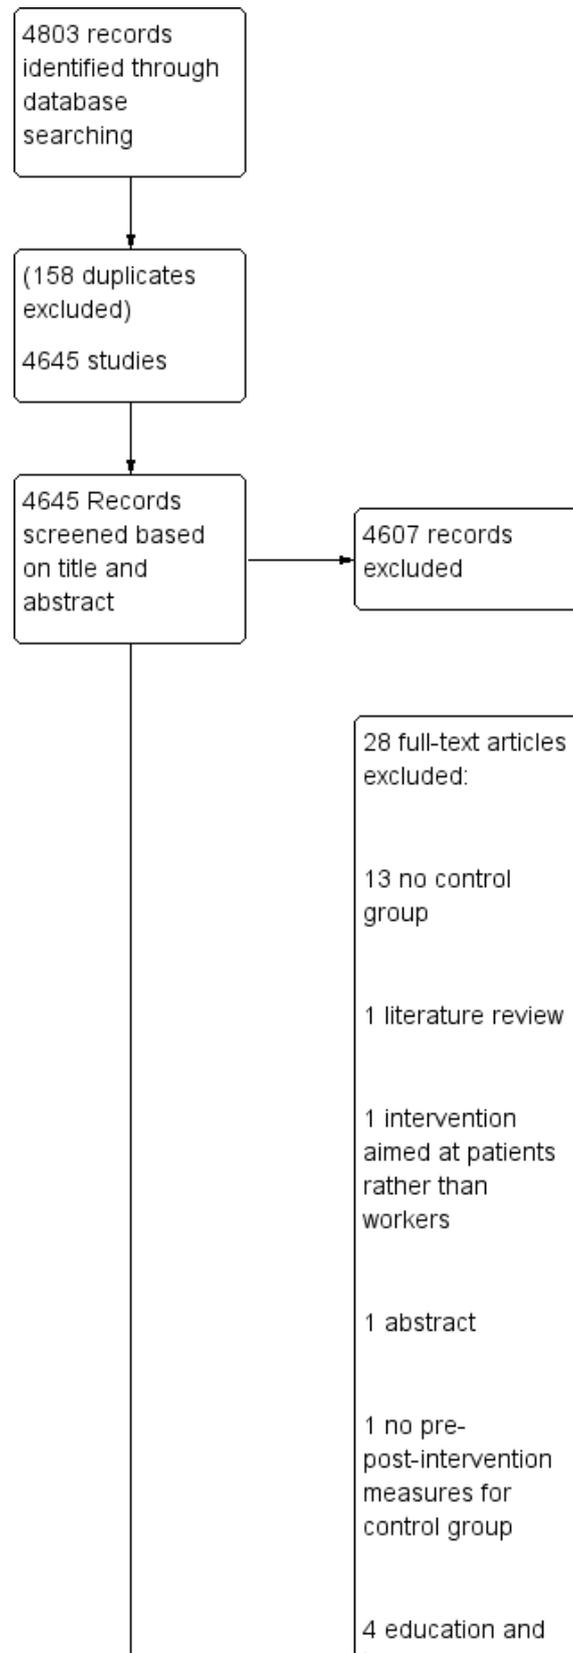 4803 records
identified through
database
searching
(158 duplicates
excluded)
4645 studies
4645 Records
screened based
on title and
abstract
4607 records
excluded
28 full-text articles
excluded:
13 no control
group
1 literature review
1 intervention
aimed at patients
rather than
workers
1 abstract
1 no pre-
post-intervention
measures for
control group
4 education and